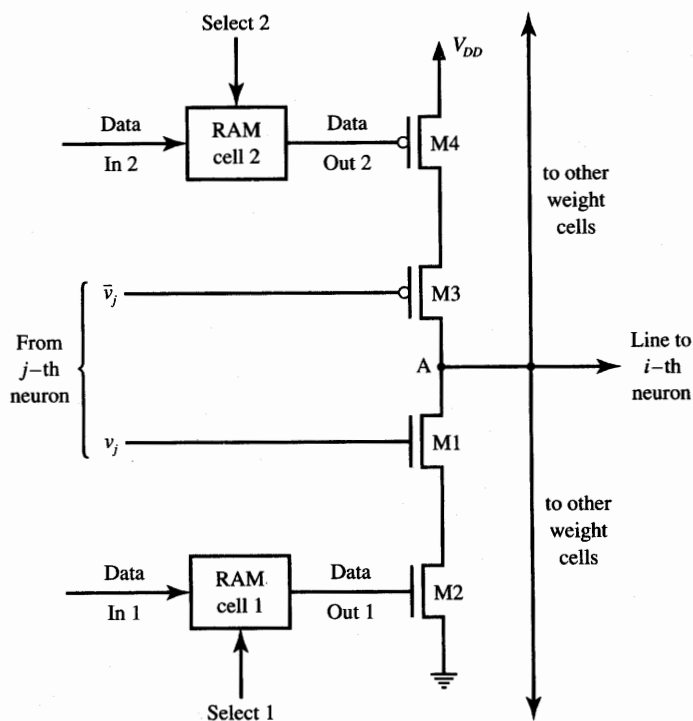 Select 2
V_DD
Data
In 2
RAM
cell 2
Data
Out 2
M4
to other
weight
cells
v̄_j
M3
From
j–th
neuron
A
Line to
i–th
neuron
v_j
M1
to other
weight
cells
Data
In 1
RAM
cell 1
Data
Out 1
M2
Select 1